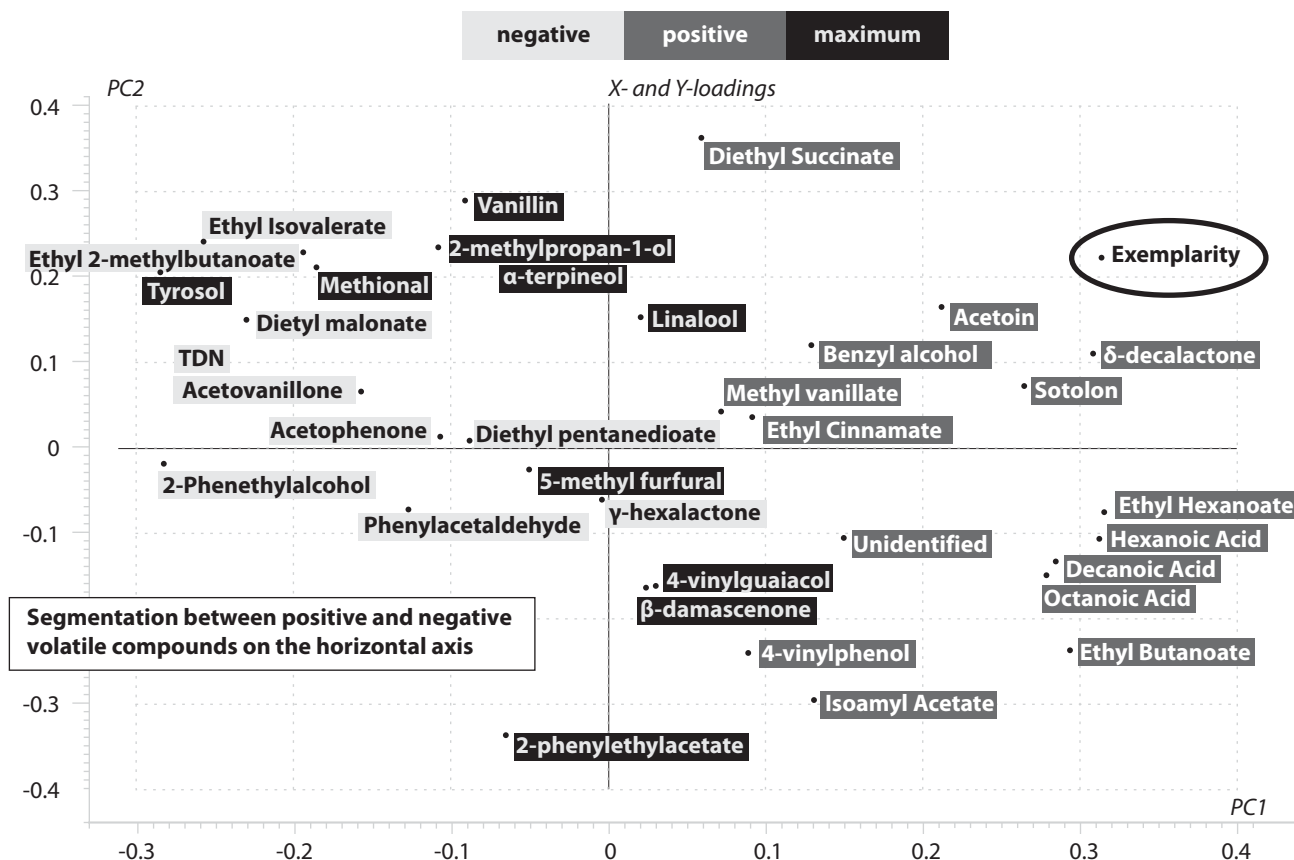 negative positive maximum
PC2
X- and Y-loadings
0.4
Diethyl Succinate
0.3
Vanillin
Ethyl Isovalerate
2-methylpropan-1-ol
Exemplarity
Ethyl 2-methylbutanoate
0.2
α-terpineol
Methional
Tyrosol
Linalool
Acetoin
Dietyl malonate
TDN
Benzyl alcohol
δ-decalactone
0.1
Acetovanillone
Methyl vanillate
Sotolon
Acetophenone
Diethyl pentanedioate
Ethyl Cinnamate
0
5-methyl furfural
2-Phenethylalcohol
Ethyl Hexanoate
γ-hexalactone
Phenylacetaldehyde
-0.1
Hexanoic Acid
Unidentified
Decanoic Acid
4-vinylguaiacol
Octanoic Acid
β-damascenone
Segmentation between positive and negative
volatile compounds on the horizontal axis
4-vinylphenol
Ethyl Butanoate
-0.3
Isoamyl Acetate
2-phenylethylacetate
-0.4
PC1
-0.3 -0.2 -0.1 0 0.1 0.2 0.3 0.4